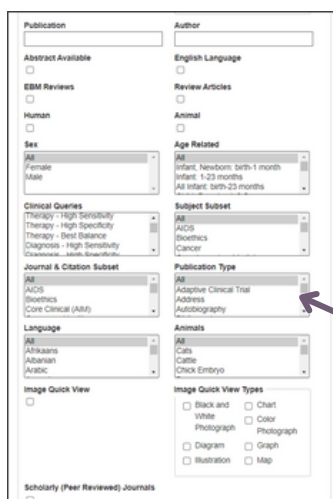 Publication
Author
Abstract Available
English Language
EBM Reviews
Review Articles
Human
Animal
Sex
All
Female
Male
Age Related
All
Infant, Newborn: birth-1 month
Infant: 1-23 months
All Infant: birth-23 months
Clinical Queries
Therapy - High Sensitivity
Therapy - High Specificity
Therapy - Best Balance
Diagnosis - High Sensitivity
Diagnosis - High Specificity
Subject Subset
All
AIDS
Bioethics
Cancer
Journal & Citation Subset
All
AIDS
Bioethics
Core Clinical (AIM)
Publication Type
All
Adaptive Clinical Trial
Address
Autobiography
Language
All
Afrikaans
Albanian
Arabic
Animals
All
Cats
Cattle
Chick Embryo
Image Quick View
Image Quick View Types
Black and
White
Photograph
Chart
Color
Photograph
Diagram
Graph
Illustration
Map
Scholarly (Peer Reviewed) Journals